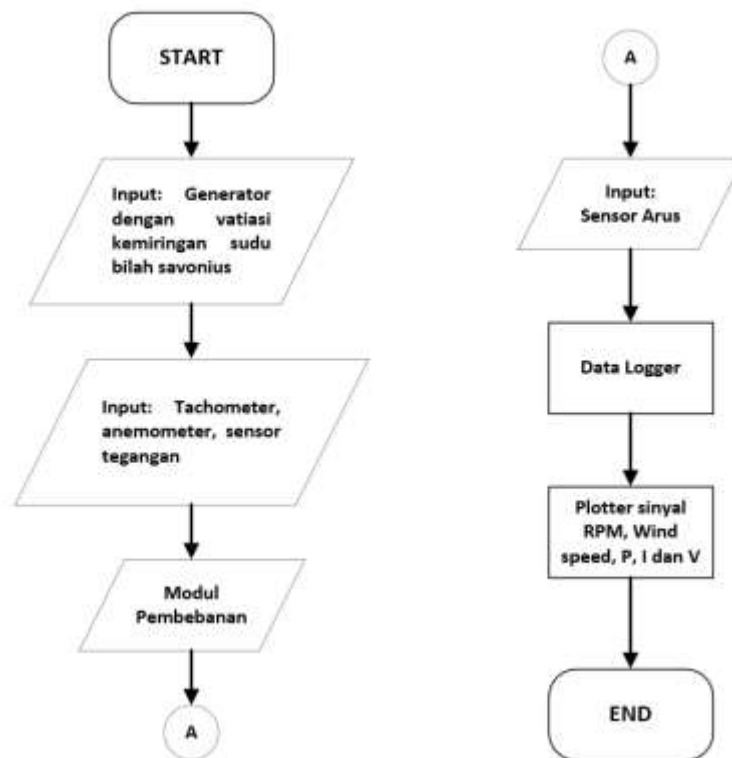 START
Input: Generator
dengan vatiasi
kemiringan sudu
bilah savonius
Input: Tachometer,
anemometer, sensor
tegangan
Modul
Pembebanan
A
A
Input:
Sensor Arus
Data Logger
Plotter sinyal
RPM, Wind
speed, P, I dan V
END